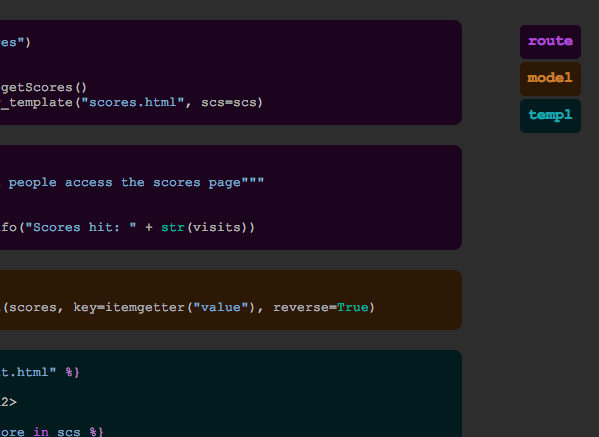 es")
getScores()
_template("scores.html", scs=scs)
people access the scores page"""
fo("Scores hit: " + str(visits))
(scores, key=itemgetter("value"), reverse=True)
t.html" %}
2>
ore in scs %}
route
model
templ